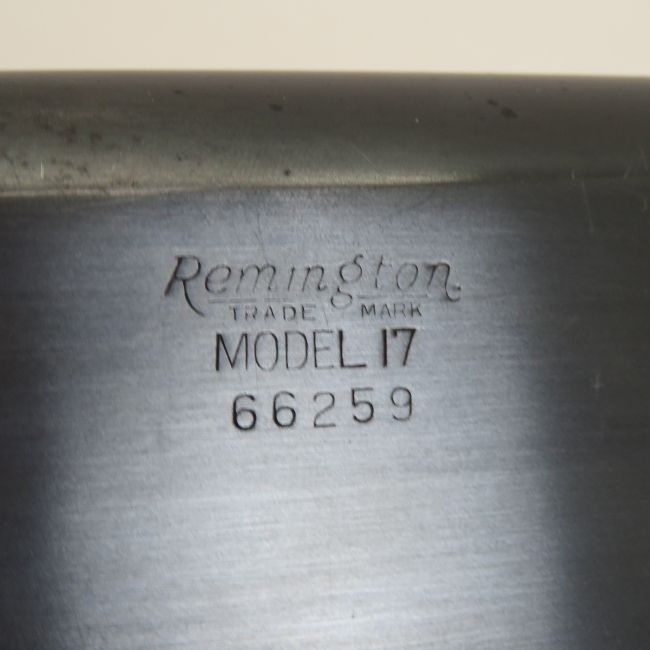 Remington
TRADE MARK
MODEL 17
66259